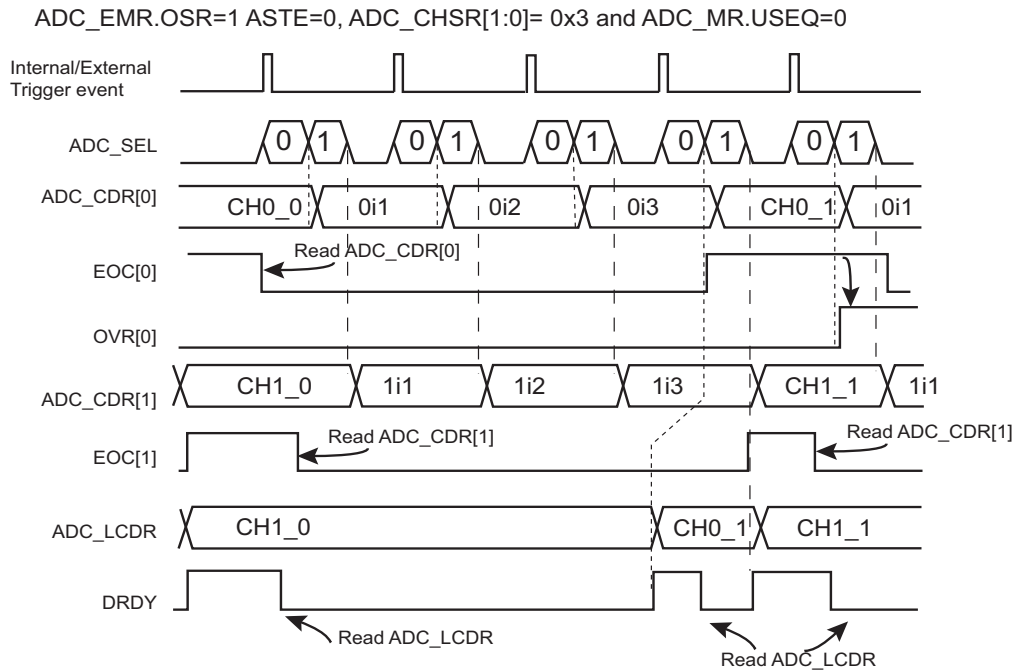 ADC_EMR.OSR=1 ASTE=0, ADC_CHSR[1:0]= 0x3 and ADC_MR.USEQ=0
Internal/External
Trigger event
ADC_SEL 0 1 0 1 0 1 0 1 0 1
ADC_CDR[0] CH0_0 0i1 0i2 0i3 CH0_1 0i1
Read ADC_CDR[0]
EOC[0]
OVR[0]
ADC_CDR[1] CH1_0 1i1 1i2 1i3 CH1_1 1i1
Read ADC_CDR[1] Read ADC_CDR[1]
EOC[1]
ADC_LCDR CH1_0 CH0_1 CH1_1
DRDY
Read ADC_LCDR
Read ADC_LCDR